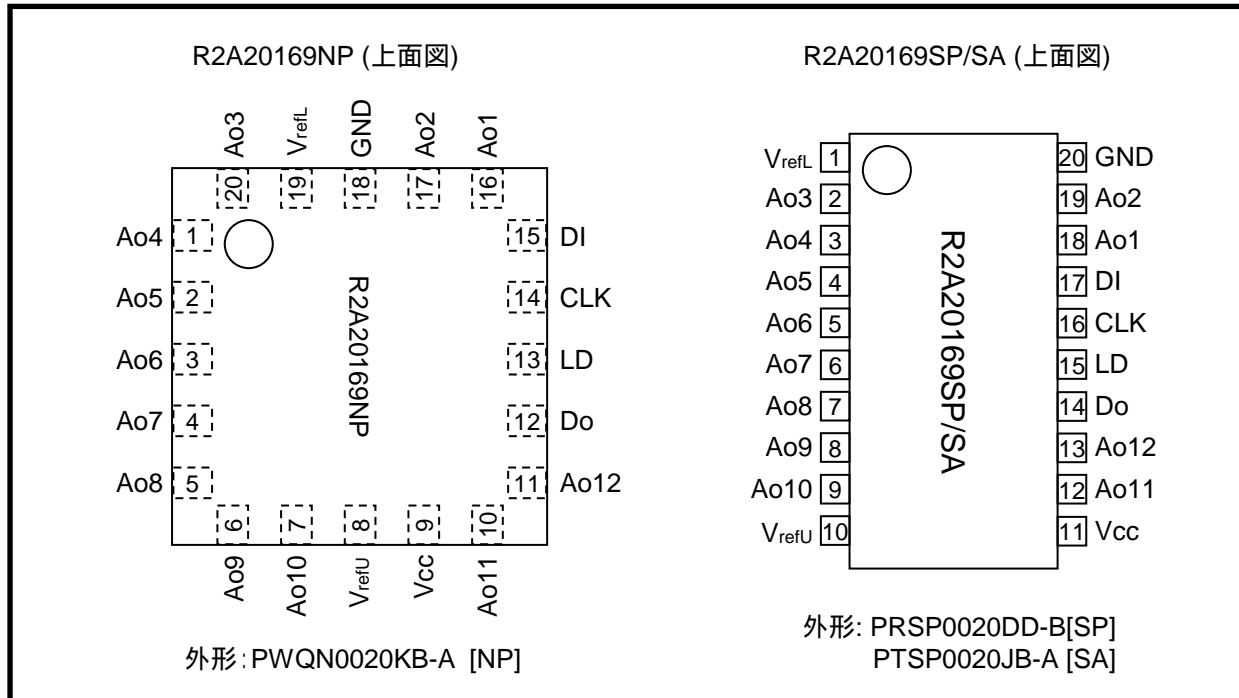 R2A20169NP (上面図)
Ao3 VrefL GND Ao2 Ao1
20 19 18 17 16
Ao4 1
Ao5 2
Ao6 3
Ao7 4
Ao8 5
R2A20169NP
15 DI
14 CLK
13 LD
12 Do
11 Ao12
6 7 8 9 10
Ao9 Ao10 VrefU Vcc Ao11
外形:PWQN0020KB-A [NP]
R2A20169SP/SA (上面図)
VrefL 1
Ao3 2
Ao4 3
Ao5 4
Ao6 5
Ao7 6
Ao8 7
Ao9 8
Ao10 9
VrefU 10
R2A20169SP/SA
20 GND
19 Ao2
18 Ao1
17 DI
16 CLK
15 LD
14 Do
13 Ao12
12 Ao11
11 Vcc
外形: PRSP0020DD-B[SP]
PTSP0020JB-A [SA]